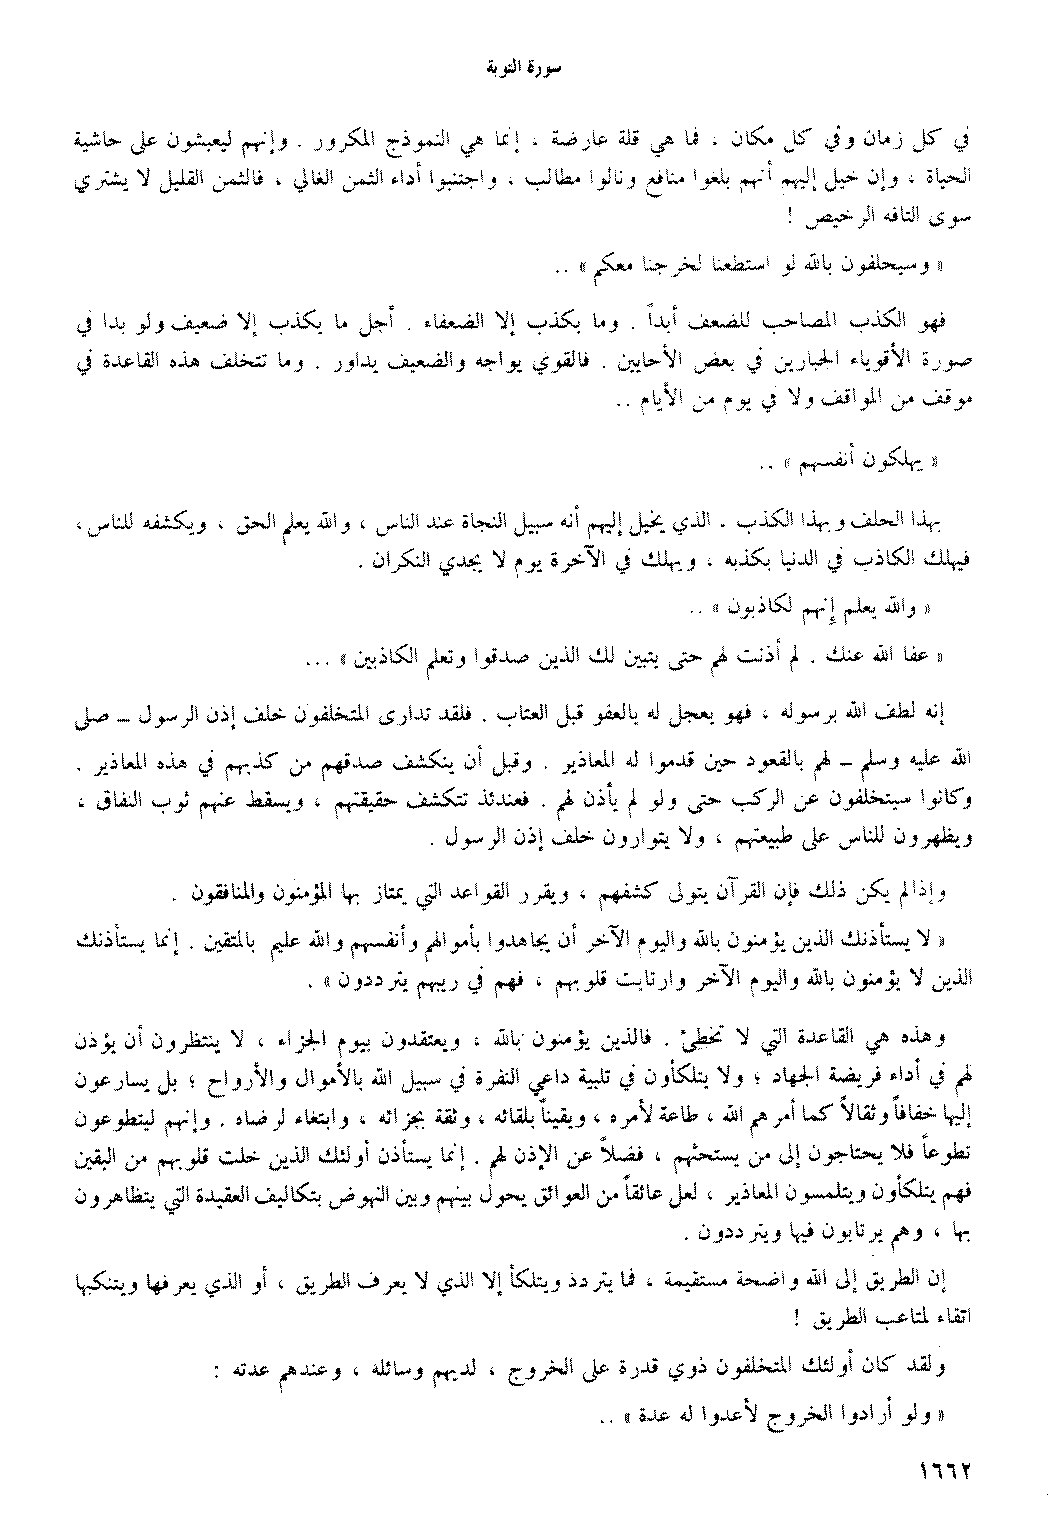 سورة التوبة
في كل زمان وفي كل مكان ، فما هي قلة عارضة ، إنما هي النموذج المكرور . وإنهم ليعيشون على حاشية
الحياة ، وإن خيل إليهم أنهم بلغوا منافع ونالوا مطالب ، واجتنبوا أداء الثمن الغالي ، فالثمن القليل لا يشتري
سوى التافه الرخيص !
« وسيحلفون بالله لو استطعنا لخرجنا معكم » ..
فهو الكذب المصاحب للضعف أبداً . وما يكذب إلا الضعفاء . أجل ما يكذب إلا ضعيف ولو بدا في
صورة الأقوياء الجبارين في بعض الأحايين . فالقوي يواجه والضعيف يداور . وما تتخلف هذه القاعدة في
موقف من المواقف ولا في يوم من الأيام ..
« يهلكون أنفسهم » ..
بهذا الحلف وبهذا الكذب . الذي يخيل إليهم أنه سبيل النجاة عند الناس ، والله يعلم الحق ، ويكشفه للناس،
فيهلك الكاذب في الدنيا بكذبه ، ويهلك في الآخرة يوم لا يجدي النكران .
« والله يعلم إنهم لكاذبون » ..
« عفا الله عنك . لم أذنت لهم حتى يتبين لك الذين صدقوا وتعلم الكاذبين » ...
إنه لطف الله برسوله ، فهو يعجل له بالعفو قبل العتاب . فلقد تدارى المتخلفون خلف إذن الرسول – صلى
الله عليه وسلم – لهم بالقعود حين قدموا له المعاذير . وقبل أن ينكشف صدقهم من كذبهم في هذه المعاذير .
وكانوا سيتخلفون عن الركب حتى ولو لم يأذن لهم . فعندئذ تتكشف حقيقتهم ، ويسقط عنهم ثوب النفاق ،
ويظهرون للناس على طبيعتهم ، ولا يتوارون خلف إذن الرسول .
وإذالم يكن ذلك فإن القرآن يتولى كشفهم ، ويقرر القواعد التي يمتاز بها المؤمنون والمنافقون .
« لا يستأذنك الذين يؤمنون بالله واليوم الآخر أن يجاهدوا بأموالهم وأنفسهم والله عليم بالمتقين . إنما يستأذنك
الذين لا يؤمنون بالله واليوم الآخر وارتابت قلوبهم ، فهم في ريبهم يترددون » .
وهذه هي القاعدة التي لا تخطئ . فالذين يؤمنون بالله ، ويعتقدون بيوم الجزاء ، لا ينتظرون أن يؤذن
لهم في أداء فريضة الجهاد ؛ ولا يتلكأون في تلبية داعي النفرة في سبيل الله بالأموال والأرواح ؛ بل يسارعون
إليها خفافاً وثقالاً كما أمرهم الله ، طاعة لأمره ، ويقيناً بلقائه ، وثقة بجزائه ، وابتغاء لرضاه . وإنهم ليتطوعون
تطوعاً فلا يحتاجون إلى من يستحثهم ، فضلاً عن الإذن لهم . إنما يستأذن أولئك الذين خلت قلوبهم من اليقين
فهم يتلكأون ويتلمسون المعاذير ، لعل عائقاً من العوائق يحول بينهم وبين النهوض بتكاليف العقيدة التي يتظاهرون
بها ، وهم يرتابون فيها ويترددون .
إن الطريق إلى الله واضحة مستقيمة ، فما يتردد ويتلكأ إلا الذي لا يعرف الطريق ، أو الذي يعرفها ويتنكبها
اتقاء لمتاعب الطريق !
ولقد كان أولئك المتخلفون ذوي قدرة على الخروج ، لديهم وسائله ، وعندهم عدته :
« ولو أرادوا الخروج لأعدوا له عدة » ..
١٦٦٢